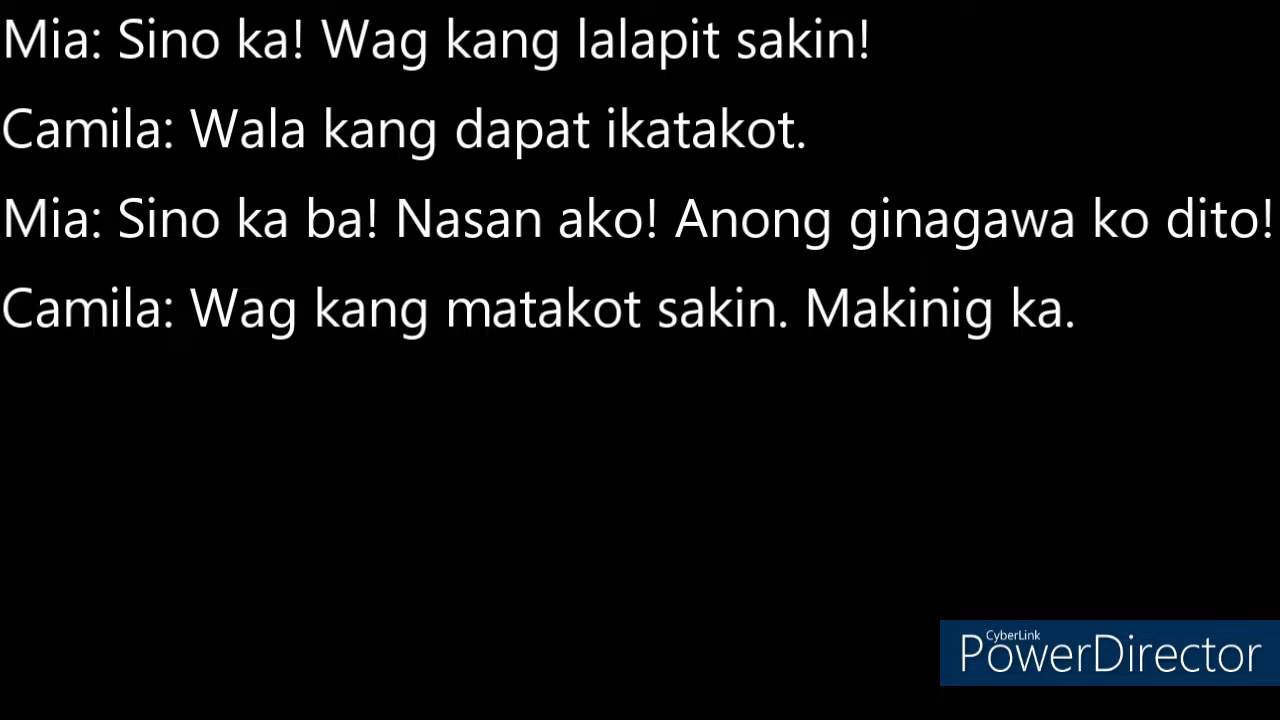 Mia: Sino ka! Wag kang lalapit sakin!
Camila: Wala kang dapat ikatakot.
Mia: Sino ka ba! Nasan ako! Anong ginagawa ko dito!
Camila: Wag kang matakot sakin. Makinig ka.
CyberLink
PowerDirector